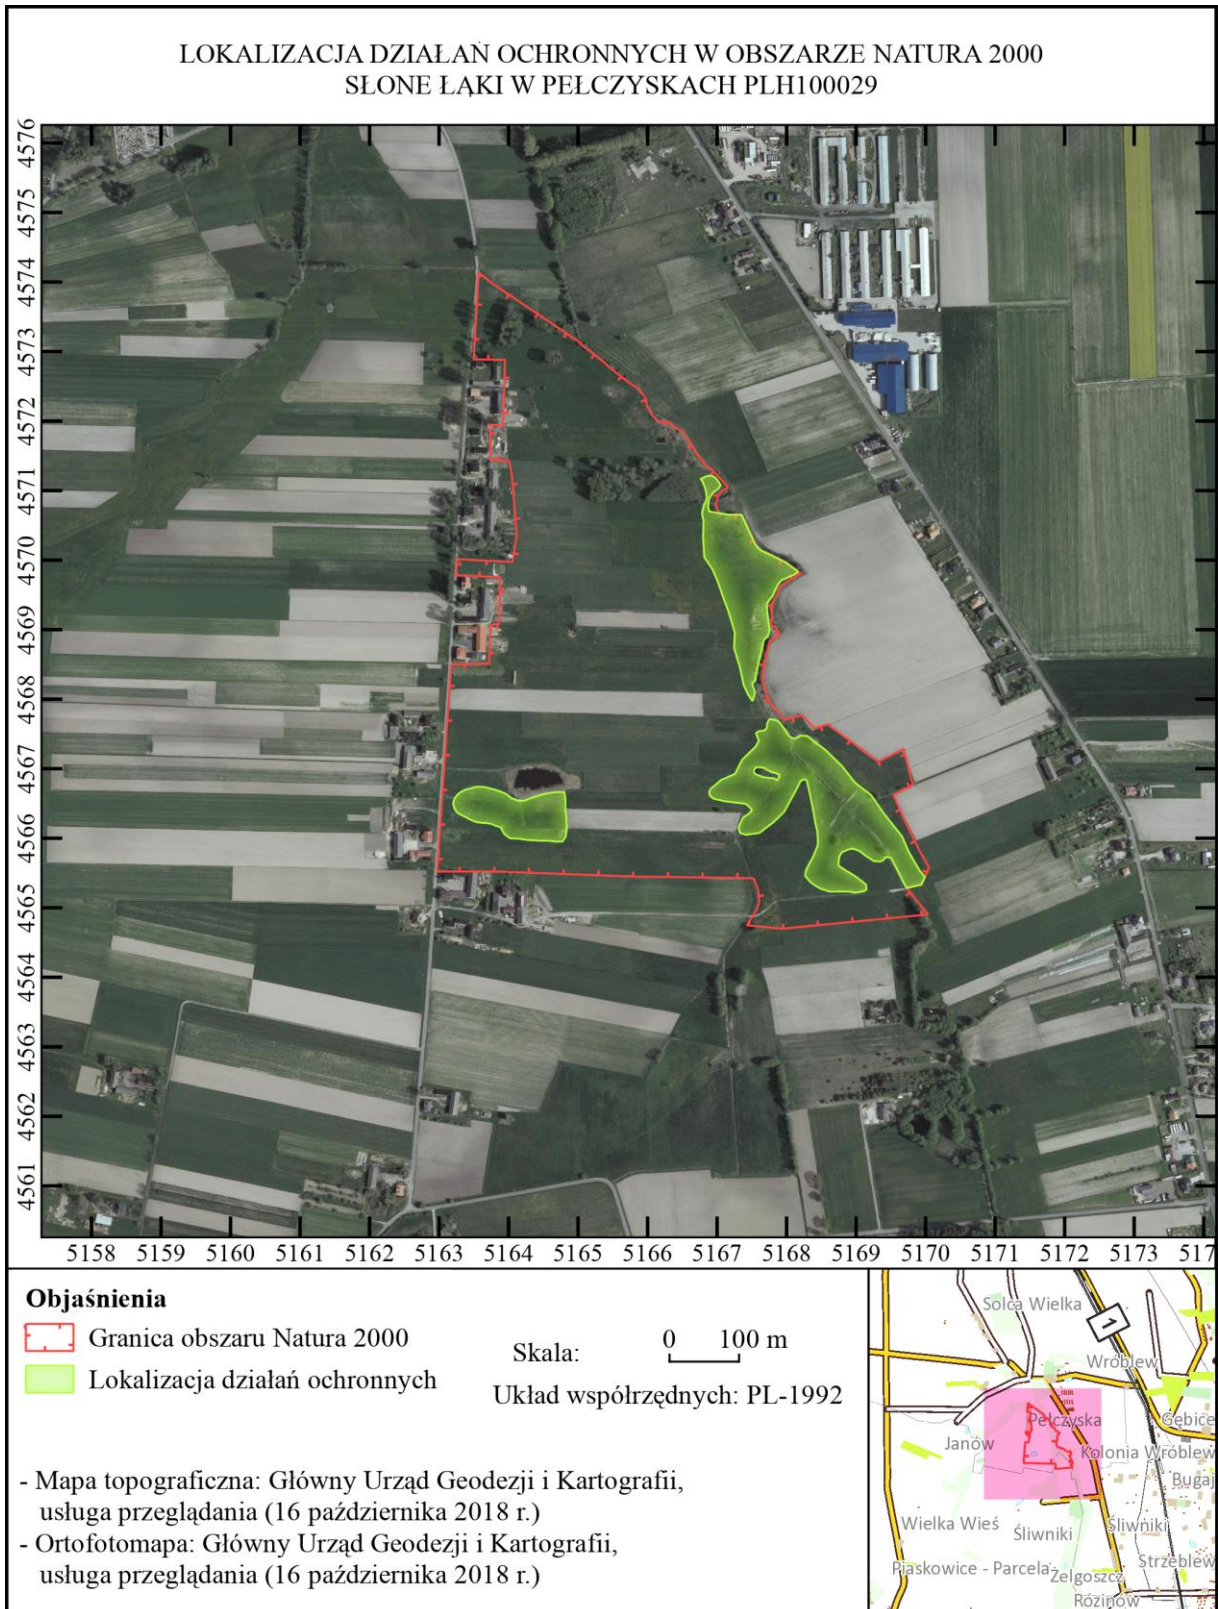 LOKALIZACJA DZIAŁAŃ OCHRONNYCH W OBSZARZE NATURA 2000
SŁONE ŁĄKI W PEŁCZYSKACH PLH100029
4576
4575
4574
4573
4572
4571
4570
4569
4568
4567
4566
4565
4564
4563
4562
4561
5158 5159 5160 5161 5162 5163 5164 5165 5166 5167 5168 5169 5170 5171 5172 5173 517
Objaśnienia
Granica obszaru Natura 2000
Lokalizacja działań ochronnych
Skala:
0 100 m
Układ współrzędnych: PL-1992
- Mapa topograficzna: Główny Urząd Geodezji i Kartografii,
usługa przeglądania (16 października 2018 r.)
- Ortofotomapa: Główny Urząd Geodezji i Kartografii,
usługa przeglądania (16 października 2018 r.)
Solca Wielka
1
Wróblew
Pełczyska
Gębice
Janów
Kolonia Wróblew
Bugaj
Wielka Wieś
Śliwniki
Śliwniki
Strzeblew
Piaskowice - Parcela
Żelgoszcz
Rózinów